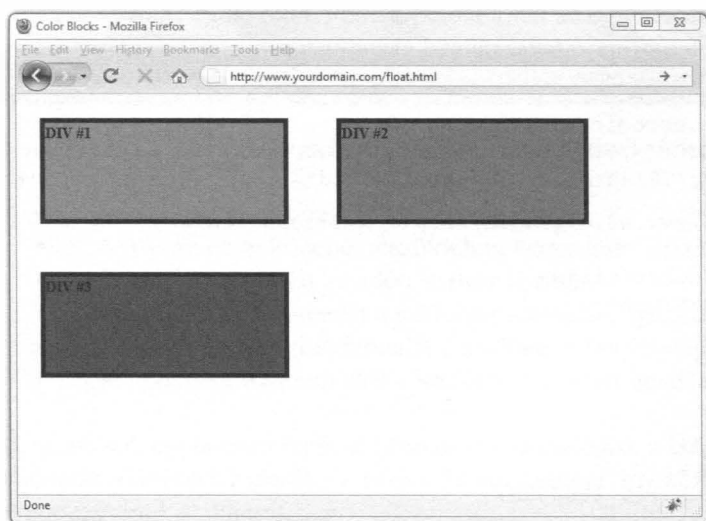 Color Blocks - Mozilla Firefox
File Edit View History Bookmarks Tools Help
http://www.yourdomain.com/float.html
DIV #1
DIV #2
DIV #3
Done